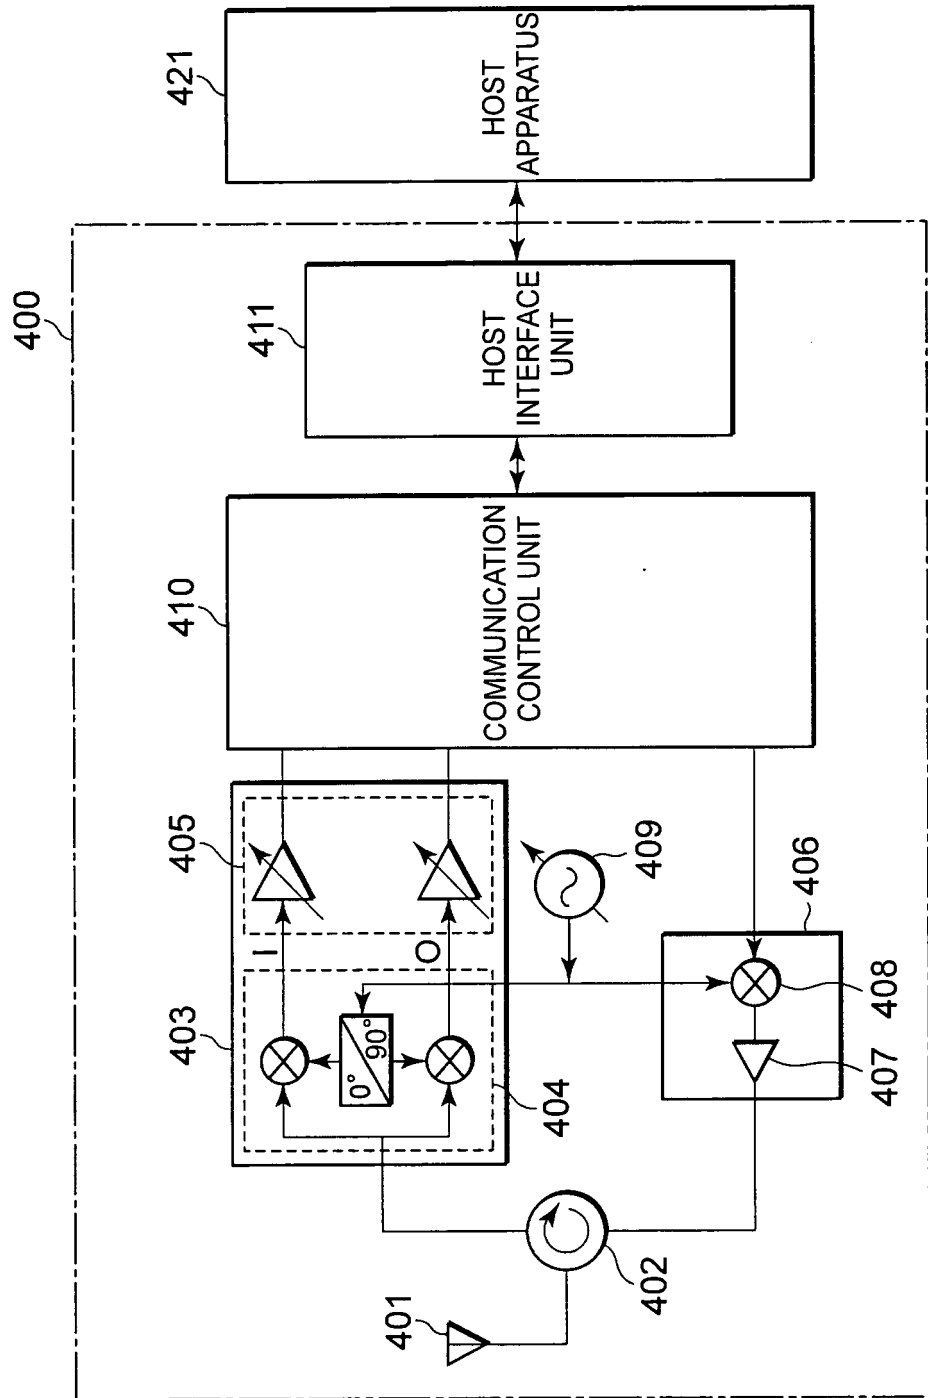 400
421
HOST
APPARATUS
411
HOST
INTERFACE
UNIT
410
COMMUNICATION
CONTROL UNIT
405
403
I
O
0°
90°
404
409
406
408
407
401
402